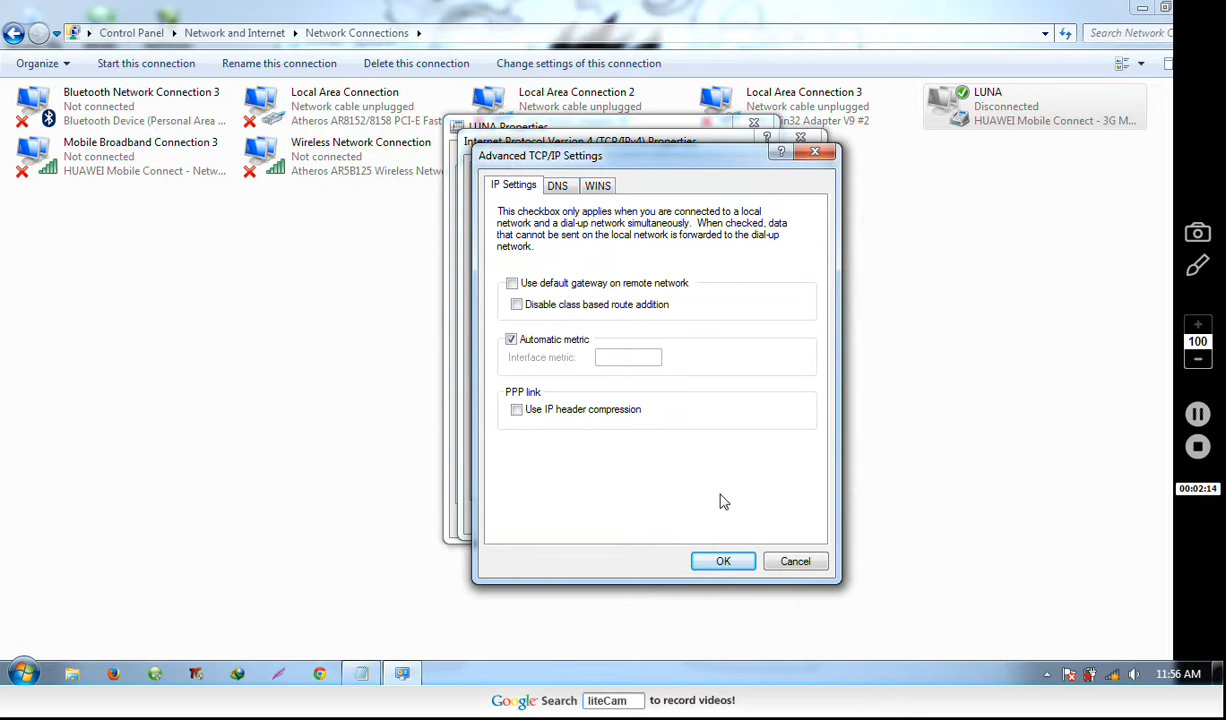 Control Panel
Network and Internet
Network Connections
Search Network C
Organize
Start this connection
Rename this connection
Delete this connection
Change settings of this connection
Bluetooth Network Connection 3
Not connected
Bluetooth Device (Personal Area ...
Local Area Connection
Network cable unplugged
Atheros AR8152/8158 PCI-E Fast
Local Area Connection 2
Network cable unplugged
Local Area Connection 3
Network cable unplugged
in32 Adapter V9 #2
LUNA
Disconnected
HUAWEI Mobile Connect - 3G M...
Mobile Broadband Connection 3
Not connected
HUAWEI Mobile Connect - Netw...
Wireless Network Connection
Not connected
Atheros AR5B125 Wireless Netw
LUNA Properties
Internet Protocol Version 4 (TCP/IPv4) Properties
Advanced TCP/IP Settings
IP Settings
DNS
WINS
This checkbox only applies when you are connected to a local
network and a dial-up network simultaneously. When checked, data
that cannot be sent on the local network is forwarded to the dial-up
network.
Use default gateway on remote network
Disable class based route addition
Automatic metric
Interface metric:
PPP link
Use IP header compression
OK
Cancel
100
00:02:14
11:56 AM
Google Search liteCam to record videos!